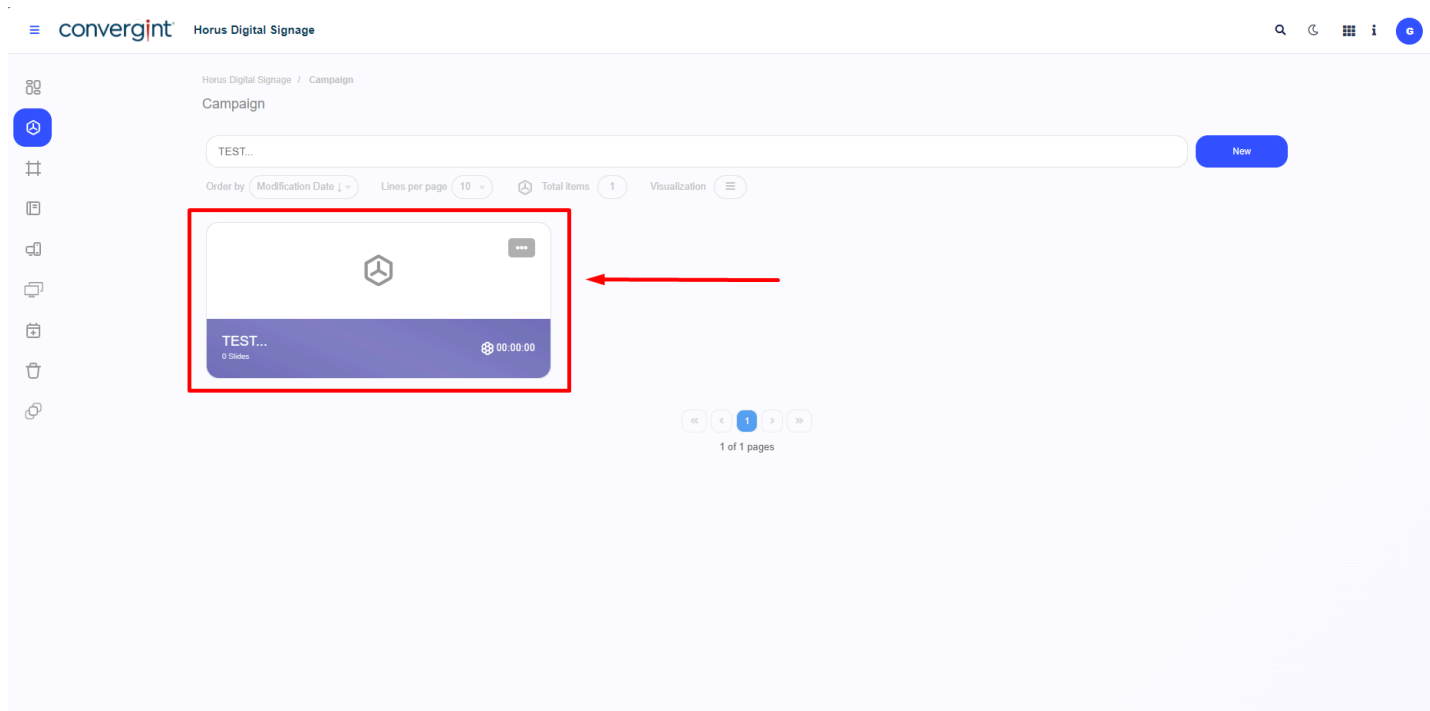 convergint Horus Digital Signage
G
Horus Digital Signage / Campaign
Campaign
TEST...
New
Order by Modification Date ↓ Lines per page 10 Total items 1 Visualization
TEST...
0 Slides
00:00:00
« ‹ 1 › »
1 of 1 pages